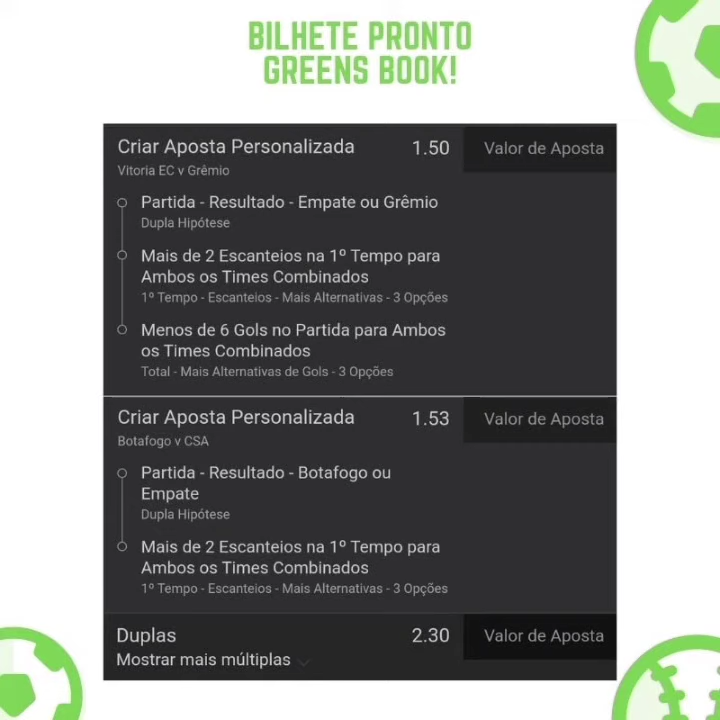 BILHETE PRONTO
GREENS BOOK!
Criar Aposta Personalizada 1.50 Valor de Aposta
Vitoria EC v Grêmio
Partida - Resultado - Empate ou Grêmio
Dupla Hipótese
Mais de 2 Escanteios na 1º Tempo para
Ambos os Times Combinados
1º Tempo - Escanteios - Mais Alternativas - 3 Opções
Menos de 6 Gols no Partida para Ambos
os Times Combinados
Total - Mais Alternativas de Gols - 3 Opções
Criar Aposta Personalizada 1.53 Valor de Aposta
Botafogo v CSA
Partida - Resultado - Botafogo ou
Empate
Dupla Hipótese
Mais de 2 Escanteios na 1º Tempo para
Ambos os Times Combinados
1º Tempo - Escanteios - Mais Alternativas - 3 Opções
Duplas 2.30 Valor de Aposta
Mostrar mais múltiplas